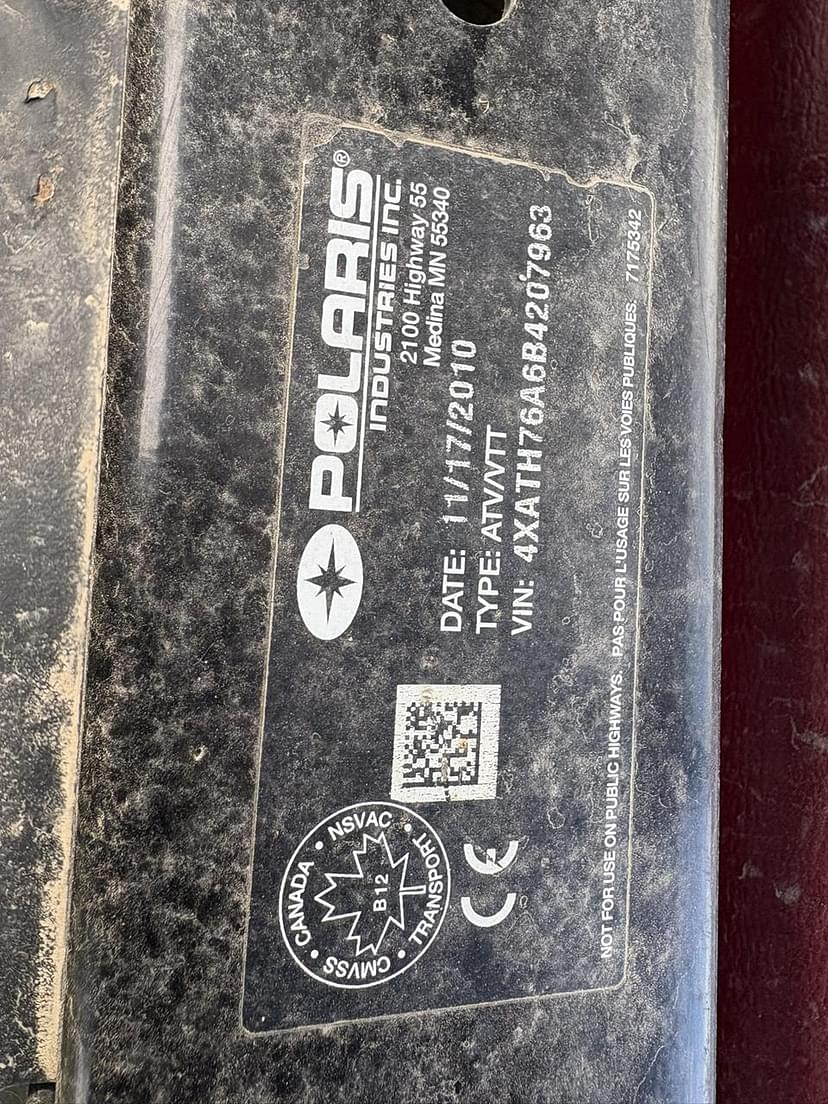 POLARIS®
INDUSTRIES INC.
2100 Highway 55
Medina MN 55340
DATE: 11/17/2010
TYPE: ATV/VTT
VIN: 4XATH76A6B4207963
CANADA • NSVAC • TRANSPORT • CMVSS •
B12
CE
NOT FOR USE ON PUBLIC HIGHWAYS. PAS POUR L'USAGE SUR LES VOIES PUBLIQUES. 7175342